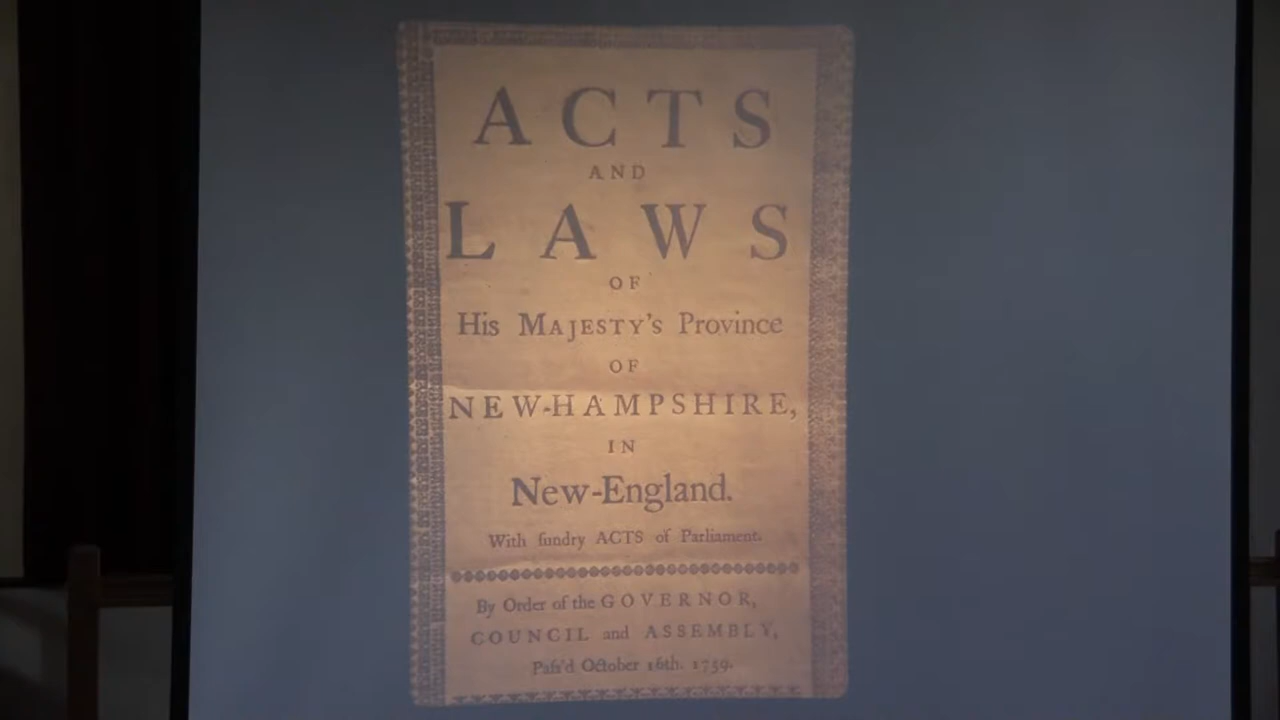 ACTS
AND
LAWS
OF
His MAJESTY's Province
OF
NEW-HAMPSHIRE,
IN
New-England.
With ſundry ACTS of Parliament.
By Order of the GOVERNOR,
COUNCIL and ASSEMBLY,
Paſs'd October 16th. 1759.